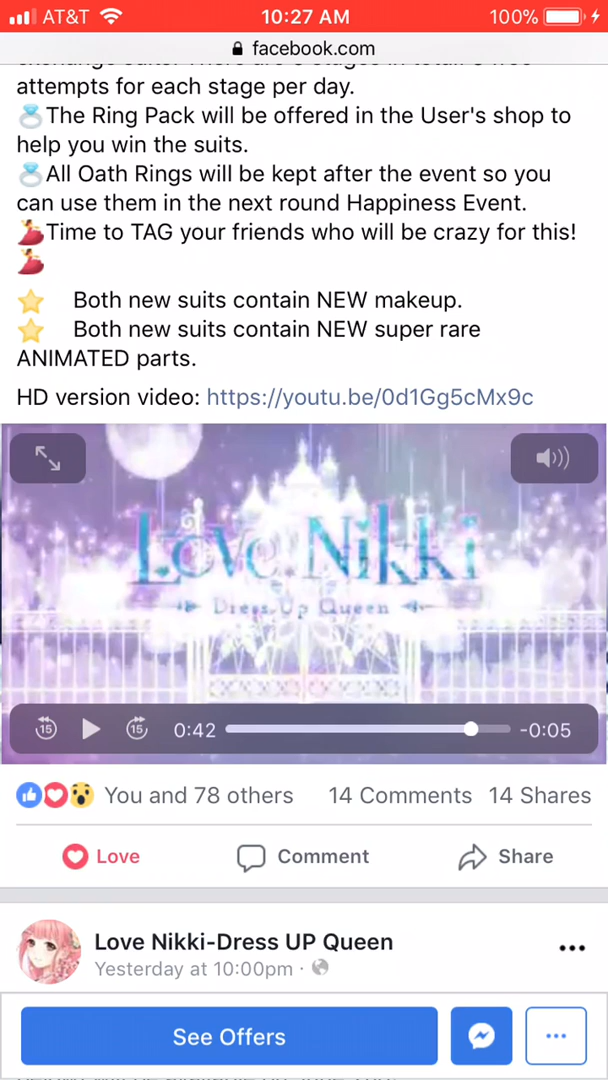 AT&T 10:27 AM 100%
facebook.com
attempts for each stage per day.
💍The Ring Pack will be offered in the User's shop to
help you win the suits.
💍All Oath Rings will be kept after the event so you
can use them in the next round Happiness Event.
💃Time to TAG your friends who will be crazy for this!
💃
⭐ Both new suits contain NEW makeup.
⭐ Both new suits contain NEW super rare
ANIMATED parts.
HD version video: https://youtu.be/0d1Gg5cMx9c
Love Nikki
Dress Up Queen
15 15 0:42 -0:05
You and 78 others 14 Comments 14 Shares
Love Comment Share
Love Nikki-Dress UP Queen
Yesterday at 10:00pm ·
See Offers